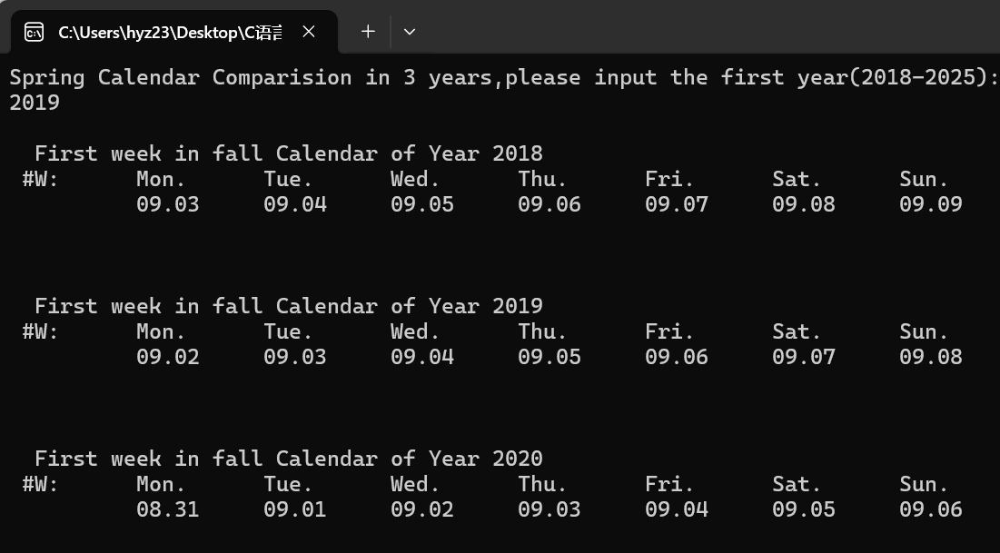 C:\Users\hyz23\Desktop\C语言
Spring Calendar Comparision in 3 years,please input the first year(2018-2025):
2019
First week in fall Calendar of Year 2018
#W: Mon. Tue. Wed. Thu. Fri. Sat. Sun.
09.03 09.04 09.05 09.06 09.07 09.08 09.09
First week in fall Calendar of Year 2019
#W: Mon. Tue. Wed. Thu. Fri. Sat. Sun.
09.02 09.03 09.04 09.05 09.06 09.07 09.08
First week in fall Calendar of Year 2020
#W: Mon. Tue. Wed. Thu. Fri. Sat. Sun.
08.31 09.01 09.02 09.03 09.04 09.05 09.06